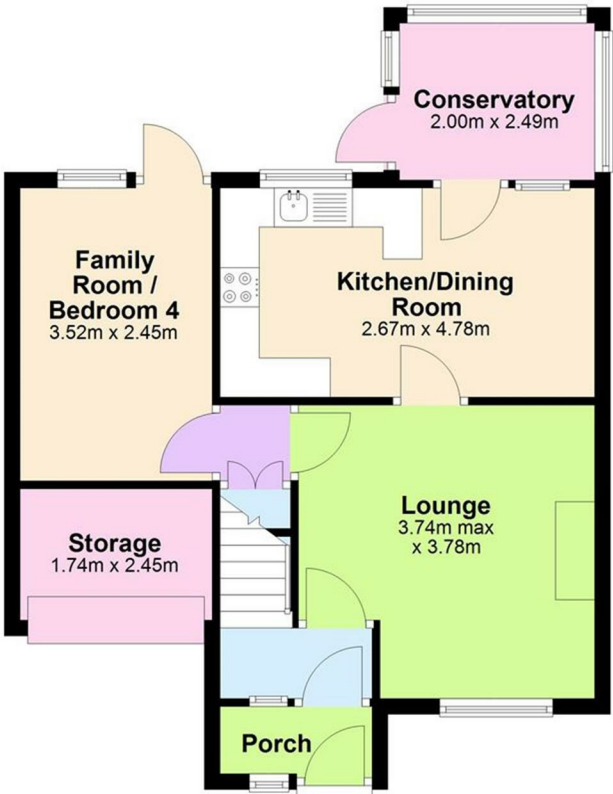 Conservatory
2.00m x 2.49m
Family
Room /
Bedroom 4
3.52m x 2.45m
Kitchen/Dining
Room
2.67m x 4.78m
Lounge
3.74m max
x 3.78m
Storage
1.74m x 2.45m
Porch